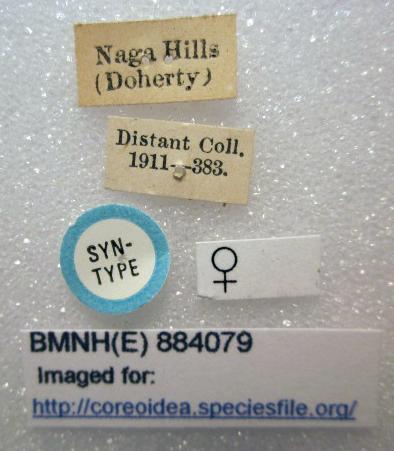 Naga Hills
(Doherty)
Distant Coll.
1911—383.
SYN-
TYPE
♀
BMNH(E) 884079
Imaged for:
http://coreoidea.speciesfile.org/